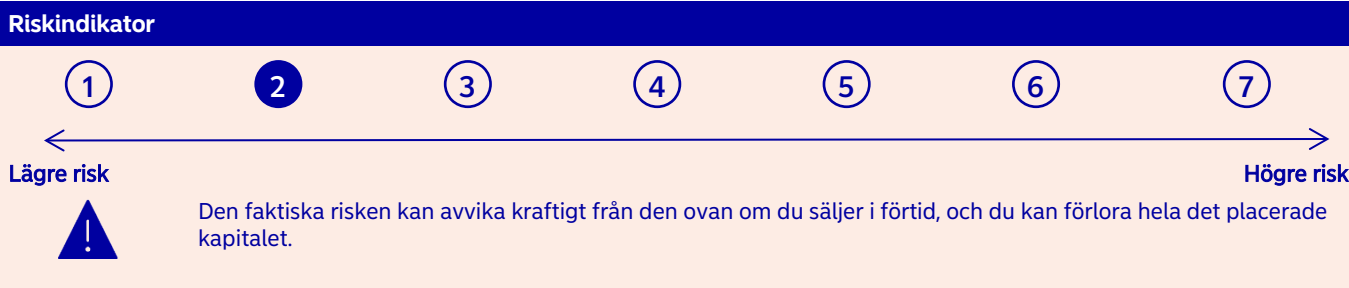 Riskindikator
1 2 3 4 5 6 7
Lägre risk Högre risk
Den faktiska risken kan avvika kraftigt från den ovan om du säljer i förtid, och du kan förlora hela det placerade
kapitalet.